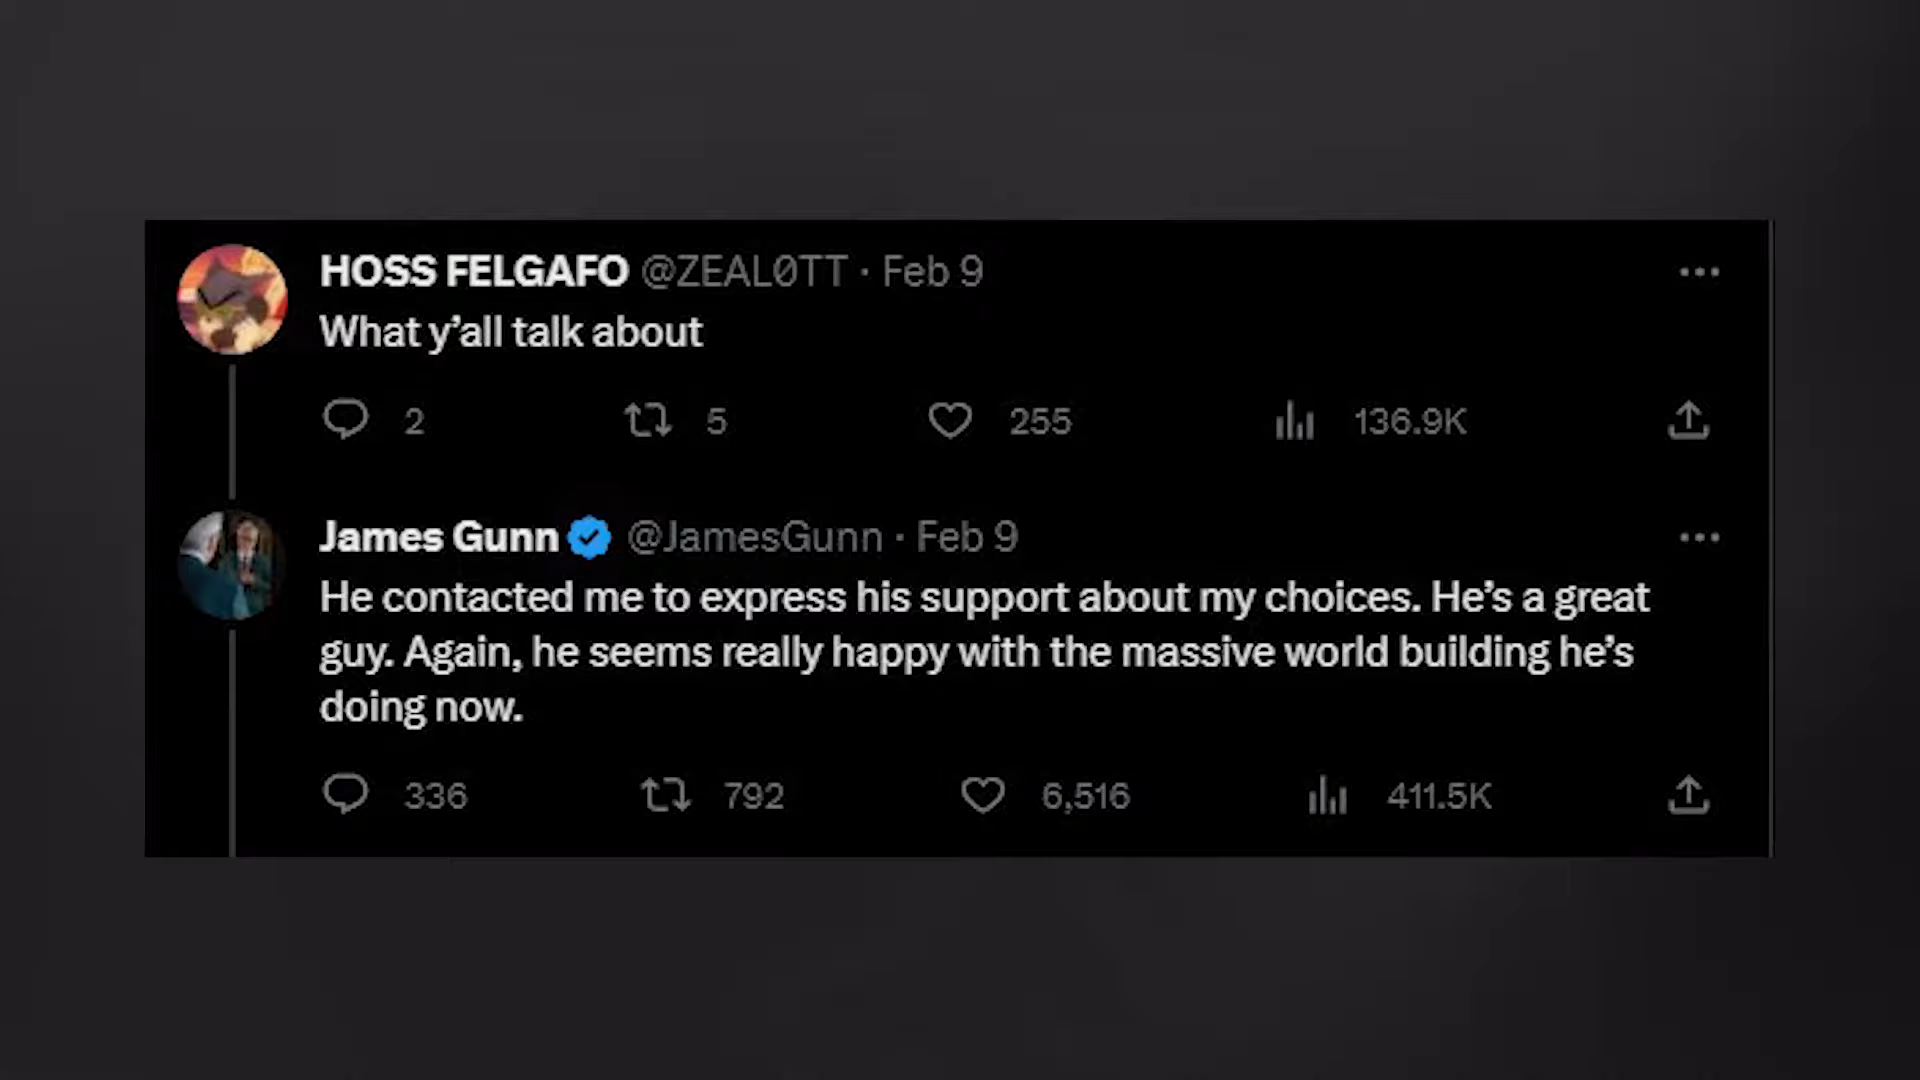 HOSS FELGAFO @ZEAL0TT · Feb 9
What y’all talk about
2 5 255 136.9K
James Gunn @JamesGunn · Feb 9
He contacted me to express his support about my choices. He’s a great
guy. Again, he seems really happy with the massive world building he’s
doing now.
336 792 6,516 411.5K